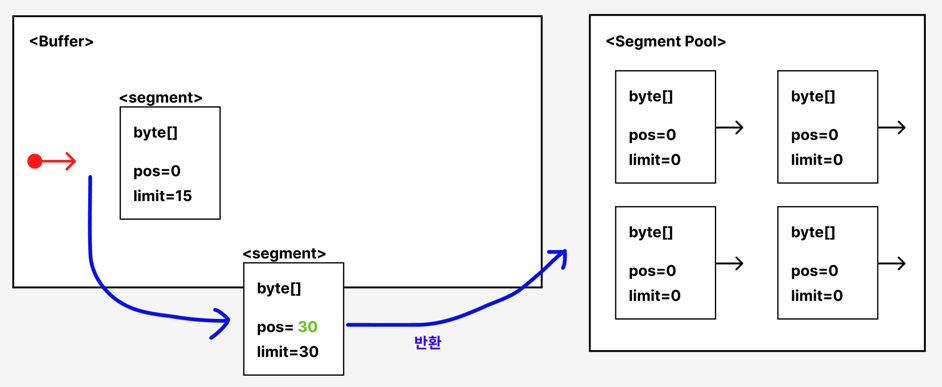 <Buffer>
<segment>
byte[]
pos=0
limit=15
<segment>
byte[]
pos= 30
limit=30
반환
<Segment Pool>
byte[]
pos=0
limit=0
byte[]
pos=0
limit=0
byte[]
pos=0
limit=0
byte[]
pos=0
limit=0